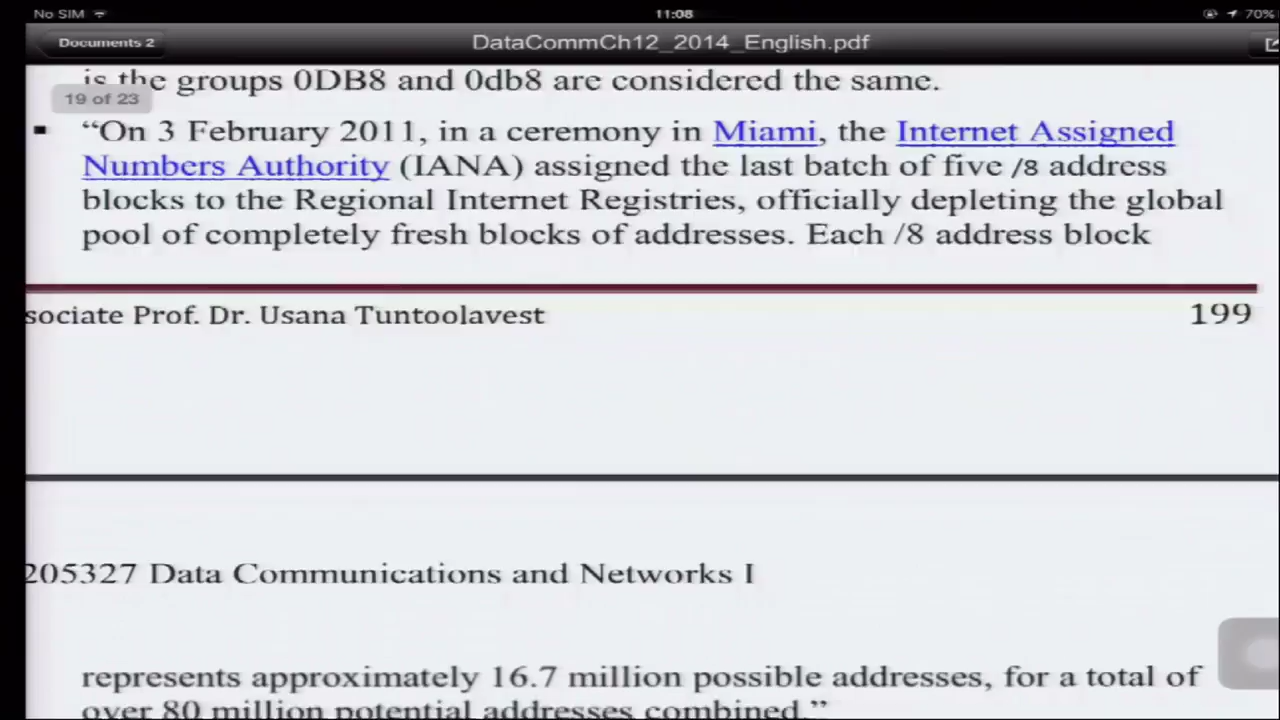 No SIM 11:08 70%
Documents 2 DataCommCh12_2014_English.pdf
is the groups 0DB8 and 0db8 are considered the same.
19 of 23
▪ “On 3 February 2011, in a ceremony in Miami, the Internet Assigned
Numbers Authority (IANA) assigned the last batch of five /8 address
blocks to the Regional Internet Registries, officially depleting the global
pool of completely fresh blocks of addresses. Each /8 address block
sociate Prof. Dr. Usana Tuntoolavest 199
205327 Data Communications and Networks I
represents approximately 16.7 million possible addresses, for a total of
over 80 million potential addresses combined.”